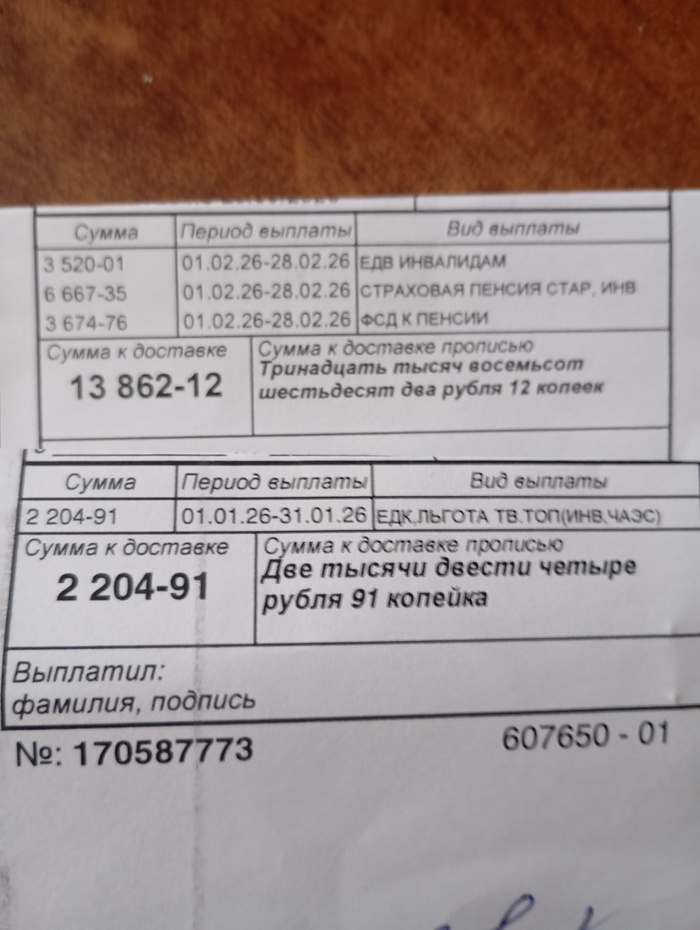 Сумма Период выплаты Вид выплаты
3 520-01 01.02.26-28.02.26 ЕДВ ИНВАЛИДАМ
6 667-35 01.02.26-28.02.26 СТРАХОВАЯ ПЕНСИЯ СТАР, ИНВ
3 674-76 01.02.26-28.02.26 ФСД К ПЕНСИИ
Сумма к доставке Сумма к доставке прописью
13 862-12 Тринадцать тысяч восемьсот
шестьдесят два рубля 12 копеек
Сумма Период выплаты Вид выплаты
2 204-91 01.01.26-31.01.26 ЕДК,ЛЬГОТА ТВ.ТОП(ИНВ,ЧАЭС)
Сумма к доставке Сумма к доставке прописью
2 204-91 Две тысячи двести четыре
рубля 91 копейка
Выплатил:
фамилия, подпись
№: 170587773 607650 - 01